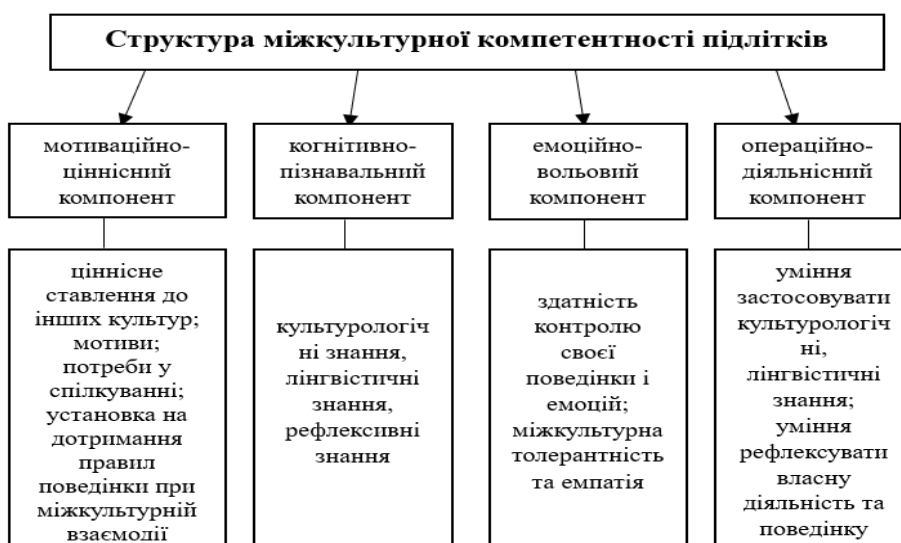 Структура міжкультурної компетентності підлітків
мотиваційно-
ціннісний
компонент
когнітивно-
пізнавальний
компонент
емоційно-
вольовий
компонент
операційно-
діяльнісний
компонент
ціннісне
ставлення до
інших культур;
мотиви;
потреби у
спілкуванні;
установка на
дотримання
правил
поведінки при
міжкультурній
взаємодії
культурологіч
ні знання,
лінгвістичні
знання,
рефлексивні
знання
здатність
контролю
своєї
поведінки і
емоцій;
міжкультурна
толерантність
та емпатія
уміння
застосовувати
культурологіч
ні,
лінгвістичні
знання;
уміння
рефлексувати
власну
діяльність та
поведінку